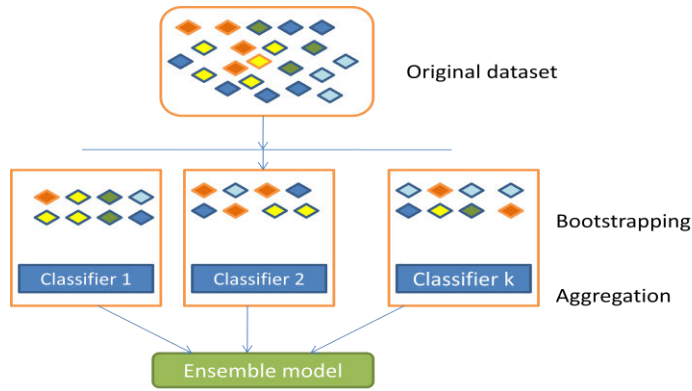 Original dataset
Bootstrapping
Classifier 1
Classifier 2
Classifier k
Aggregation
Ensemble model